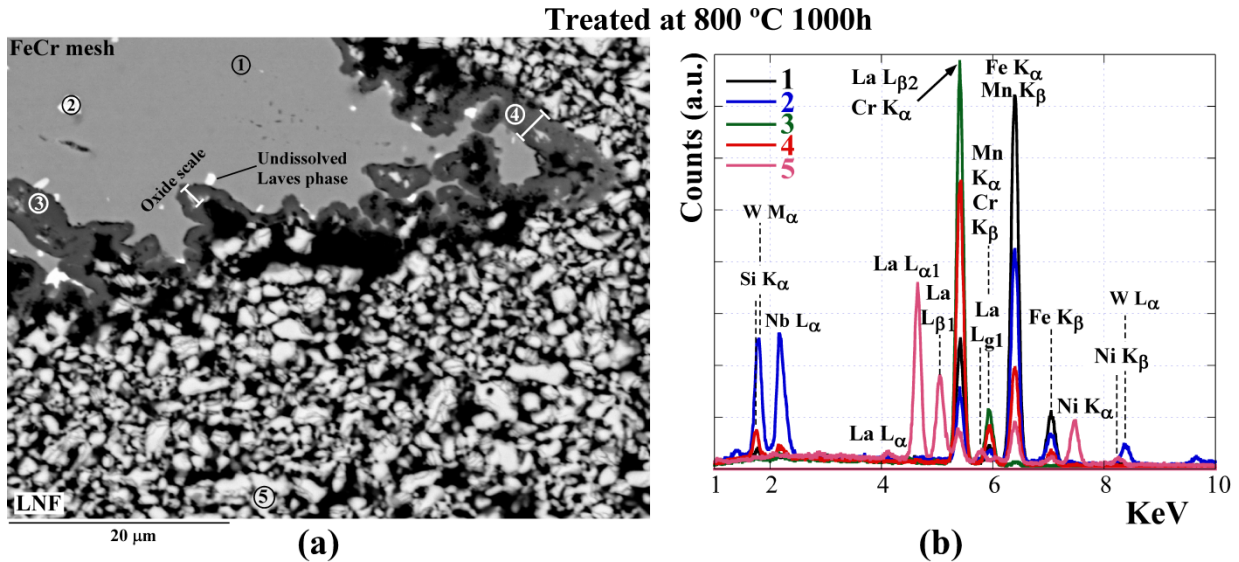 Treated at 800 ºC 1000h
FeCr mesh
1
2
3
4
5
Oxide scale
Undissolved
Laves phase
LNF
20 μm
(a)
Counts (a.u.)
1
2
3
4
5
La Lβ2
Cr Kα
Fe Kα
Mn Kβ
Mn
Kα
Cr
Kβ
La
Lg1
W Mα
Si Kα
Nb Lα
La Lα1
La
Lβ1
La Lα
Fe Kβ
W Lα
Ni Kβ
Ni Kα
1 2 4 6 8 10
KeV
(b)